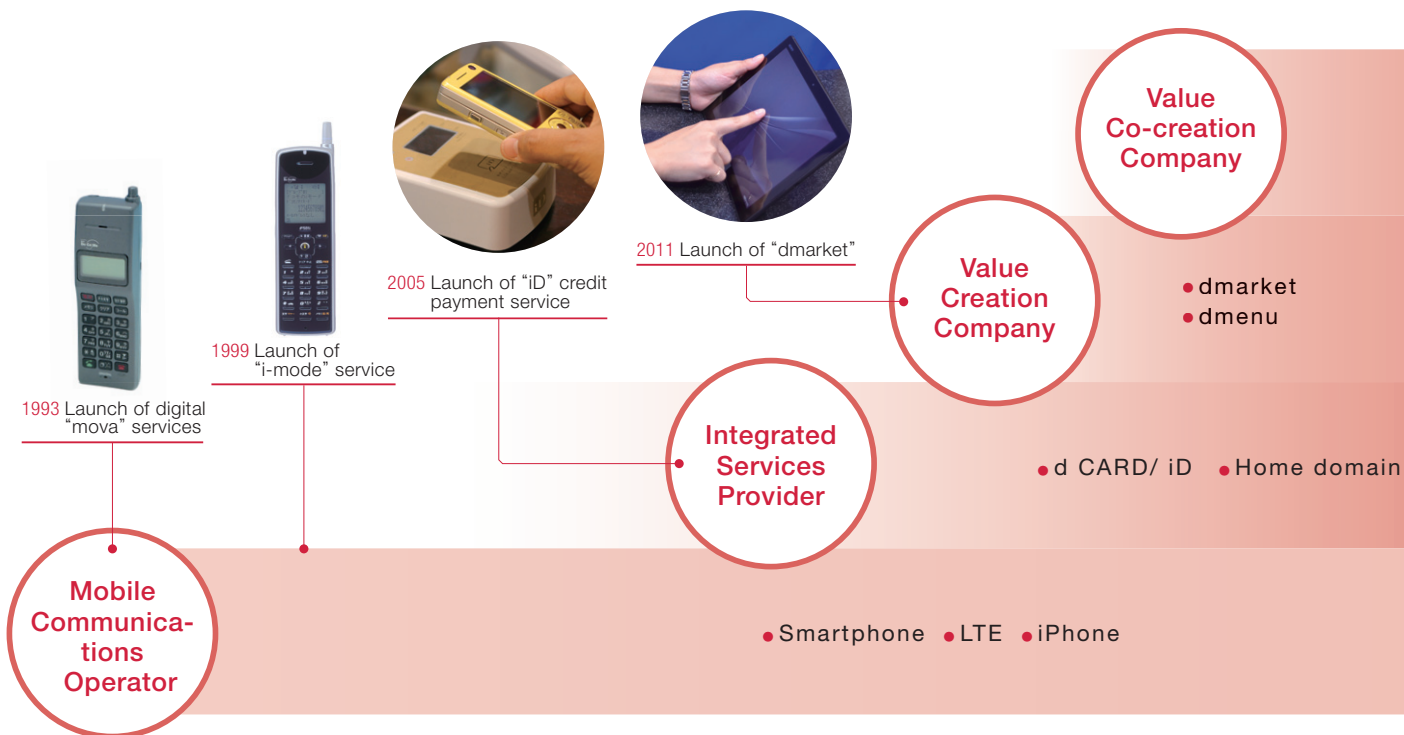 Value
Co-creation
Company
1993 Launch of digital
“mova” services
1999 Launch of
“i-mode” service
2005 Launch of “iD” credit
payment service
2011 Launch of “dmarket”
Value
Creation
Company
• dmarket
• dmenu
Integrated
Services
Provider
• d CARD/ iD • Home domain
Mobile
Communica-
tions
Operator
• Smartphone • LTE • iPhone